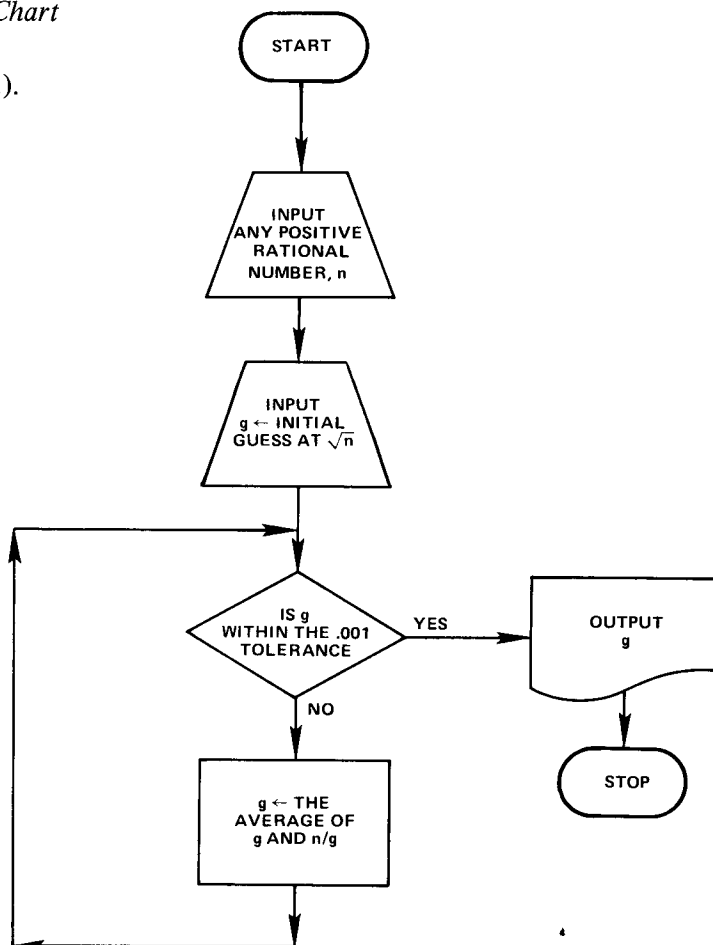 Chart
).
START
INPUT
ANY POSITIVE
RATIONAL
NUMBER, n
INPUT
g ← INITIAL
GUESS AT √n
IS g
WITHIN THE .001
TOLERANCE
YES
OUTPUT
g
NO
STOP
g ← THE
AVERAGE OF
g AND n/g